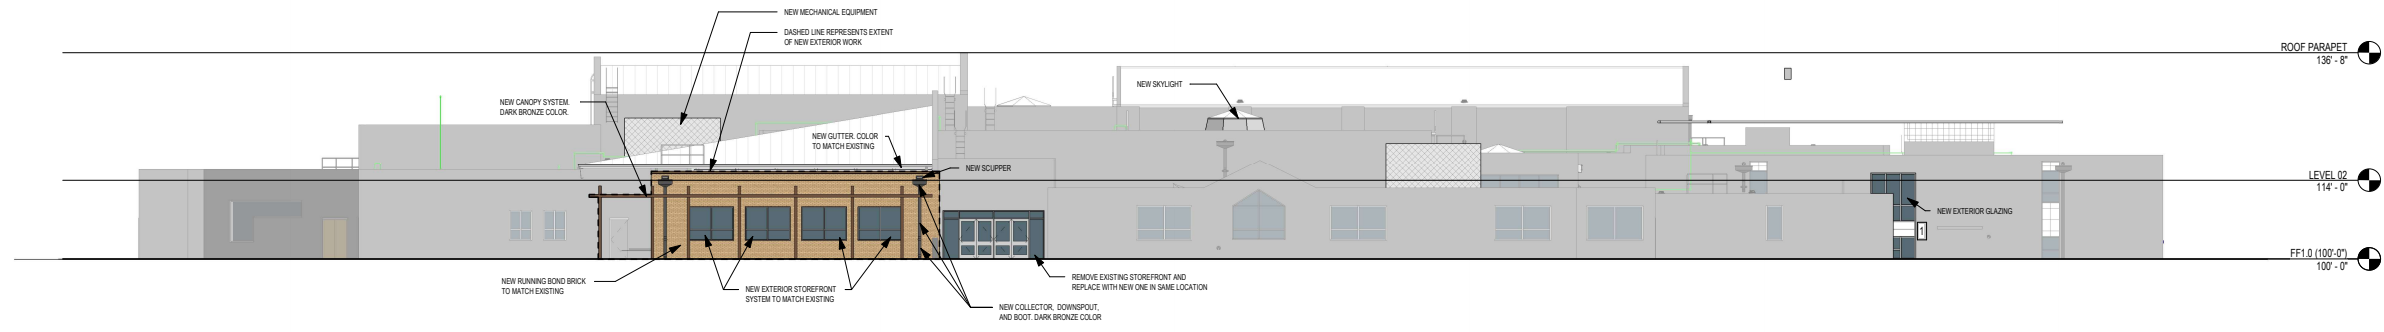 NEW MECHANICAL EQUIPMENT
DASHED LINE REPRESENTS EXTENT
OF NEW EXTERIOR WORK
ROOF PARAPET
136' - 8"
NEW SKYLIGHT
NEW CANOPY SYSTEM.
DARK BRONZE COLOR.
NEW GUTTER. COLOR
TO MATCH EXISTING
NEW SCUPPER
LEVEL 02
114' - 0"
NEW EXTERIOR GLAZING
1
FF1.0 (100'-0")
100' - 0"
NEW RUNNING BOND BRICK
TO MATCH EXISTING
NEW EXTERIOR STOREFRONT
SYSTEM TO MATCH EXISTING
REMOVE EXISTING STOREFRONT AND
REPLACE WITH NEW ONE IN SAME LOCATION
NEW COLLECTOR, DOWNSPOUT,
AND BOOT. DARK BRONZE COLOR